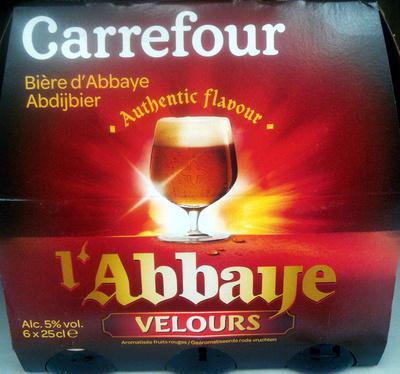 Carrefour
Bière d'Abbaye
Abdijbier
Authentic flavour
l'Abbaye
VELOURS
Alc. 5% vol.
6 x 25cl e
Aromatisée fruits rouges / Gearomatiseerde rode vruchten